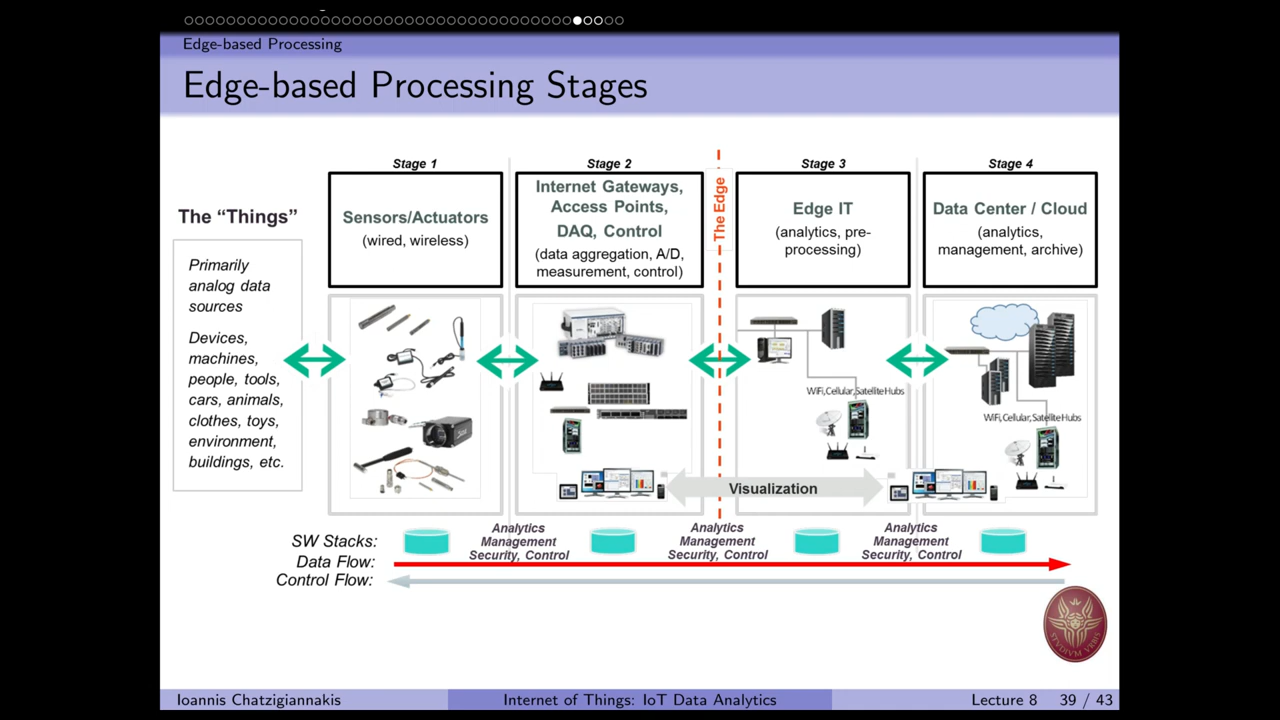 Edge-based Processing
Edge-based Processing Stages
Stage 1
Stage 2
Stage 3
Stage 4
The "Things"
Primarily
analog data
sources
Devices,
machines,
people, tools,
cars, animals,
clothes, toys,
environment,
buildings, etc.
Sensors/Actuators
(wired, wireless)
Internet Gateways,
Access Points,
DAQ, Control
(data aggregation, A/D,
measurement, control)
The Edge
Edge IT
(analytics, pre-
processing)
Data Center / Cloud
(analytics,
management, archive)
WiFi,Cellular,SatelliteHubs
WiFi,Cellular,SatelliteHubs
Visualization
SW Stacks:
Analytics
Management
Security, Control
Analytics
Management
Security, Control
Analytics
Management
Security, Control
Data Flow:
Control Flow:
STVDIVM VRBIS
Ioannis Chatzigiannakis
Internet of Things: IoT Data Analytics
Lecture 8
39 / 43